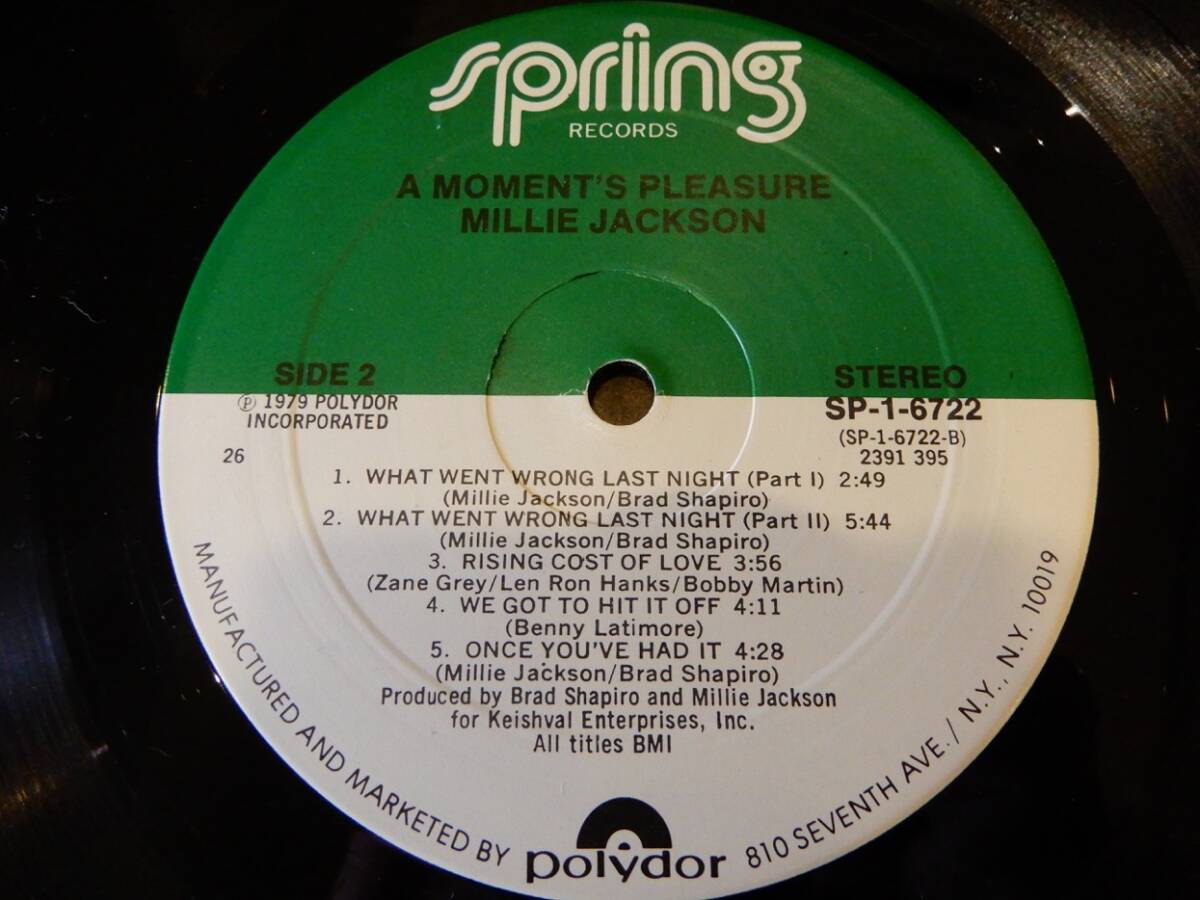 spring
RECORDS
A MOMENT'S PLEASURE
MILLIE JACKSON
SIDE 2
℗ 1979 POLYDOR
INCORPORATED
26
STEREO
SP-1-6722
(SP-1-6722-B)
2391 395
1. WHAT WENT WRONG LAST NIGHT (Part I) 2:49
(Millie Jackson/Brad Shapiro)
2. WHAT WENT WRONG LAST NIGHT (Part II) 5:44
(Millie Jackson/Brad Shapiro)
3. RISING COST OF LOVE 3:56
(Zane Grey/Len Ron Hanks/Bobby Martin)
4. WE GOT TO HIT IT OFF 4:11
(Benny Latimore)
5. ONCE YOU'VE HAD IT 4:28
(Millie Jackson/Brad Shapiro)
Produced by Brad Shapiro and Millie Jackson
for Keishval Enterprises, Inc.
All titles BMI
MANUFACTURED AND MARKETED BY polydor 810 SEVENTH AVE. / N.Y., N.Y. 10019